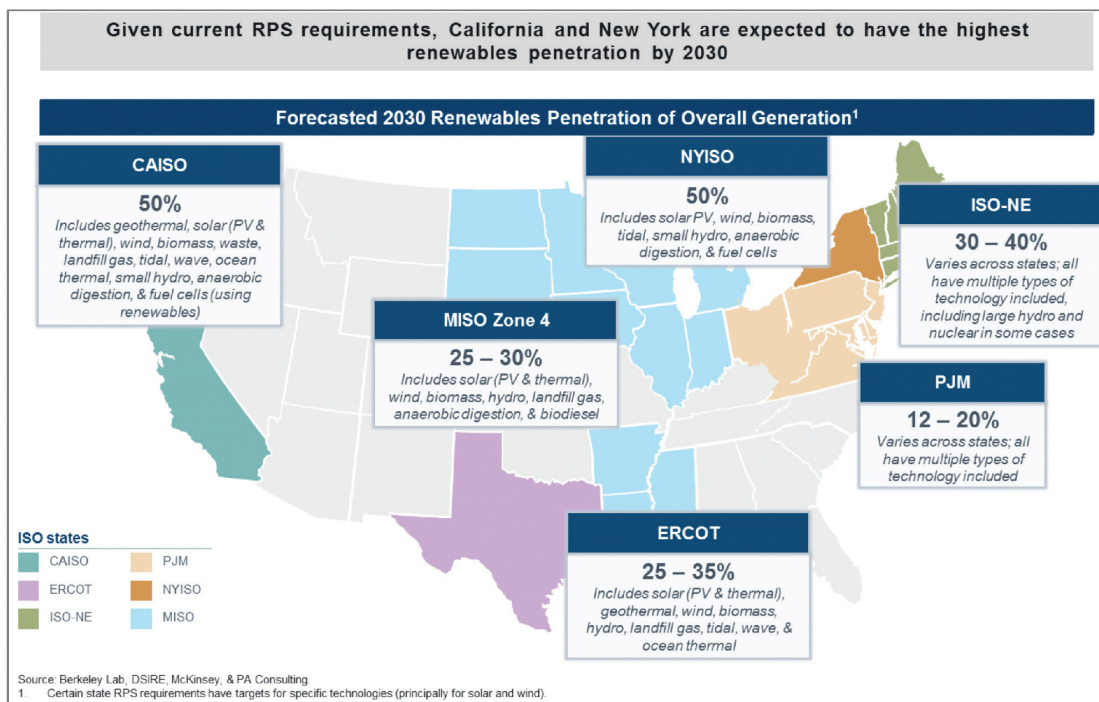 Given current RPS requirements, California and New York are expected to have the highest
renewables penetration by 2030
Forecasted 2030 Renewables Penetration of Overall Generation1
CAISO
50%
Includes geothermal, solar (PV &
thermal), wind, biomass, waste,
landfill gas, tidal, wave, ocean
thermal, small hydro, anaerobic
digestion, & fuel cells (using
renewables)
NYISO
50%
Includes solar PV, wind, biomass,
tidal, small hydro, anaerobic
digestion, & fuel cells
ISO-NE
30 – 40%
Varies across states; all
have multiple types of
technology included,
including large hydro and
nuclear in some cases
MISO Zone 4
25 – 30%
Includes solar (PV & thermal),
wind, biomass, hydro, landfill gas,
anaerobic digestion, & biodiesel
PJM
12 – 20%
Varies across states; all
have multiple types of
technology included
ERCOT
25 – 35%
Includes solar (PV & thermal),
geothermal, wind, biomass,
hydro, landfill gas, tidal, wave, &
ocean thermal
ISO states
CAISO
PJM
ERCOT
NYISO
ISO-NE
MISO
Source: Berkeley Lab, DSIRE, McKinsey, & PA Consulting.
1. Certain state RPS requirements have targets for specific technologies (principally for solar and wind).